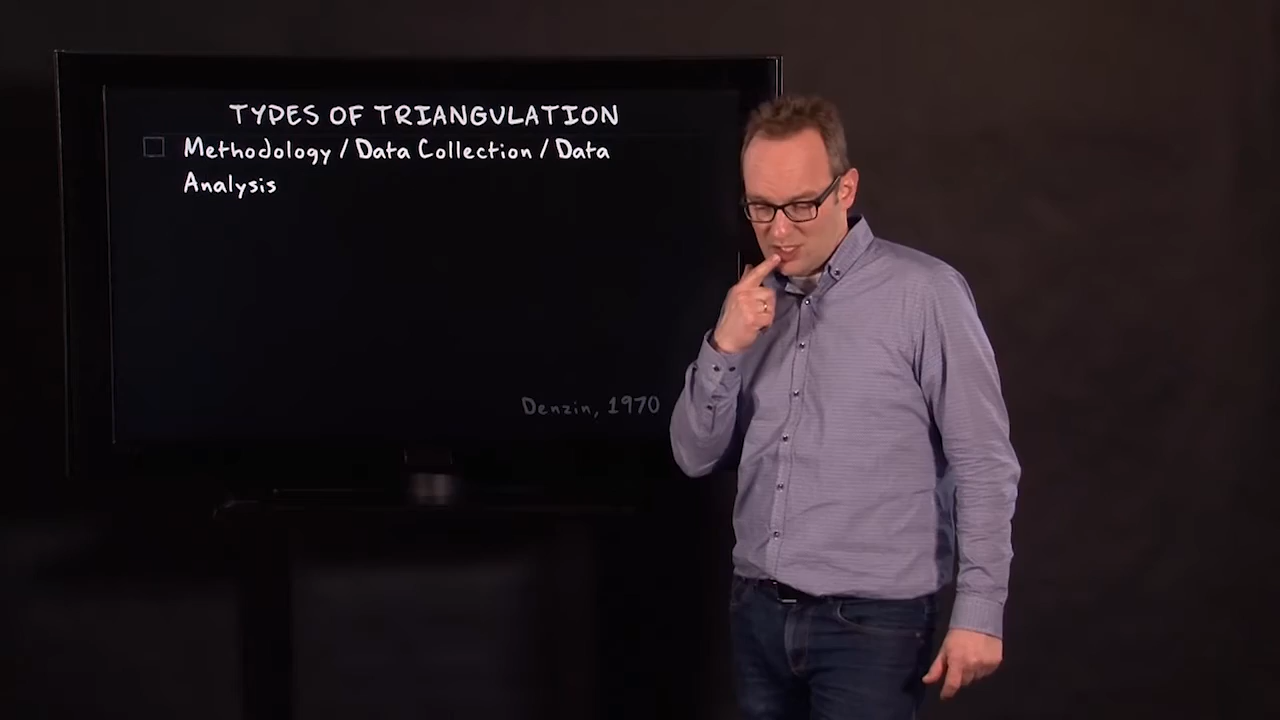 TYPES OF TRIANGULATION
Methodology / Data Collection / Data
Analysis
Denzin, 1970